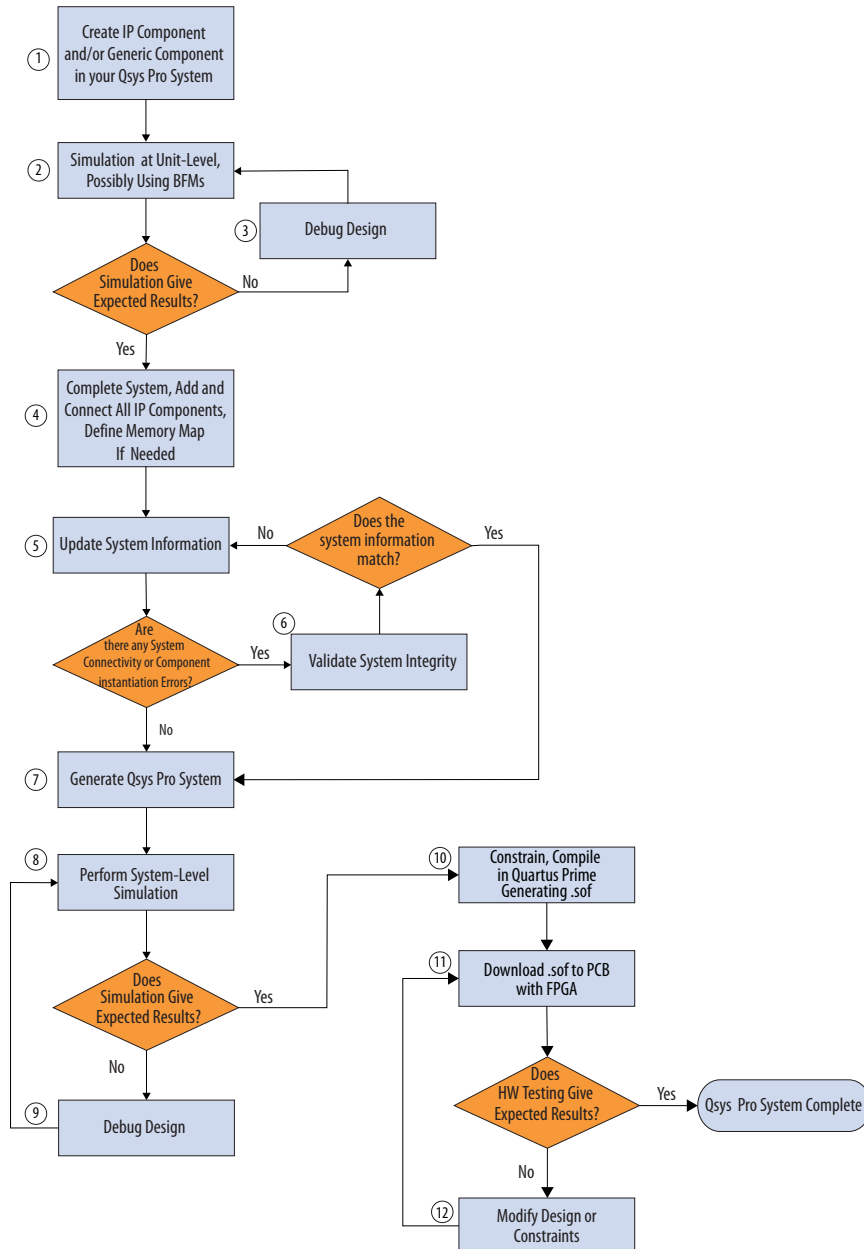 1
Create IP Component
and/or Generic Component
in your Qsys Pro System
2
Simulation at Unit-Level,
Possibly Using BFMs
3
Debug Design
Does
Simulation Give
Expected Results?
No
Yes
4
Complete System, Add and
Connect All IP Components,
Define Memory Map
If Needed
5
Update System Information
No
Does the
system information
match?
Yes
Are
there any System
Connectivity or Component
instantiation Errors?
Yes
6
Validate System Integrity
No
7
Generate Qsys Pro System
8
Perform System-Level
Simulation
Does
Simulation Give
Expected Results?
Yes
No
9
Debug Design
10
Constrain, Compile
in Quartus Prime
Generating .sof
11
Download .sof to PCB
with FPGA
Does
HW Testing Give
Expected Results?
Yes
Qsys Pro System Complete
No
12
Modify Design or
Constraints